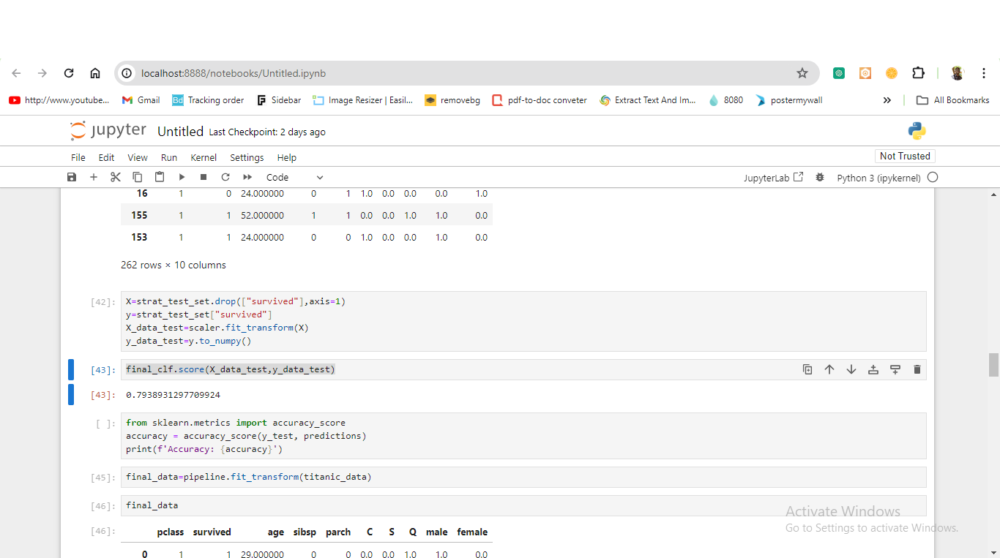 localhost:8888/notebooks/Untitled.ipynb
http://www.youtube... Gmail Bd Tracking order Sidebar Image Resizer | Easil... removebg pdf-to-doc conveter Extract Text And Im... 8080 postermywall » All Bookmarks
jupyter Untitled Last Checkpoint: 2 days ago
File Edit View Run Kernel Settings Help Not Trusted
Code JupyterLab Python 3 (ipykernel)
16 1 0 24.000000 0 1 1.0 0.0 0.0 0.0 1.0
155 1 1 52.000000 1 1 0.0 0.0 1.0 1.0 0.0
153 1 1 24.000000 0 0 1.0 0.0 0.0 1.0 0.0
262 rows × 10 columns
[42]: X=strat_test_set.drop(["survived"],axis=1)
y=strat_test_set["survived"]
X_data_test=scaler.fit_transform(X)
y_data_test=y.to_numpy()
[43]: final_clf.score(X_data_test,y_data_test)
[43]: 0.7938931297709924
[ ]: from sklearn.metrics import accuracy_score
accuracy = accuracy_score(y_test, predictions)
print(f'Accuracy: {accuracy}')
[45]: final_data=pipeline.fit_transform(titanic_data)
[46]: final_data
[46]: pclass survived age sibsp parch C S Q male female
0 1 1 29.000000 0 0 0.0 0.0 1.0 1.0 0.0
Activate Windows
Go to Settings to activate Windows.